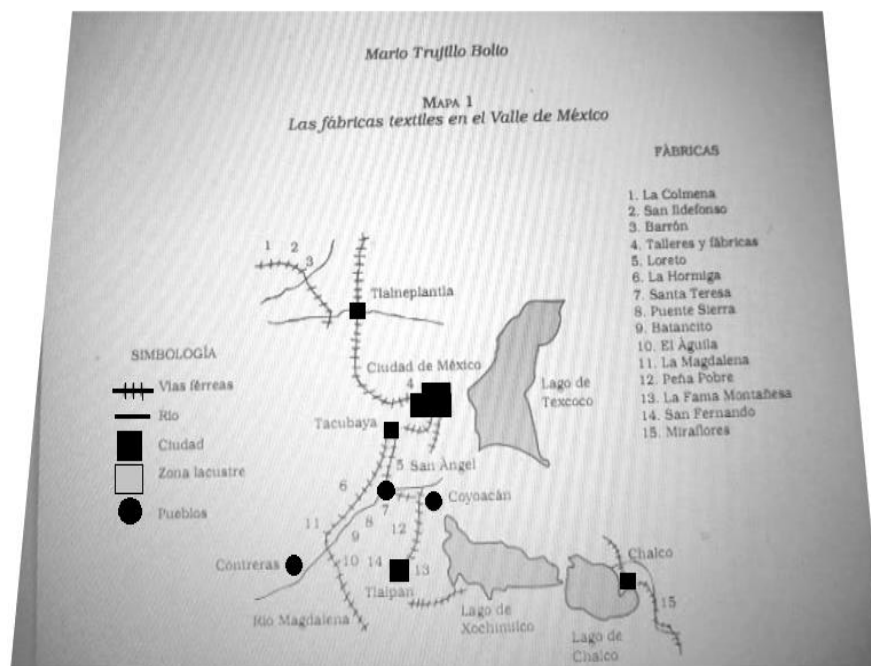 Mario Trujillo Bolio
MAPA 1
Las fábricas textiles en el Valle de México
FÀBRICAS
1. La Colmena
2. San Ildefonso
3. Barrón
4. Talleres y fábricas
5. Loreto
6. La Hormiga
7. Santa Teresa
8. Puente Sierra
9. Batancito
10. El Àguila
11. La Magdalena
12. Peña Pobre
13. La Fama Montañesa
14. San Fernando
15. Miraflores
1 2
3
Tlalneplantla
SIMBOLOGÍA
Vías férreas
Río
Ciudad
Zona lacustre
Pueblos
Ciudad de México
4
Lago de
Texcoco
Tacubaya
5 San Àngel
6
Coyoacán
7
8
11
12
9
Contreras
10 14
13
Tlalpan
Chalco
15
Río Magdalena
Lago de
Xochimilco
Lago de
Chalco